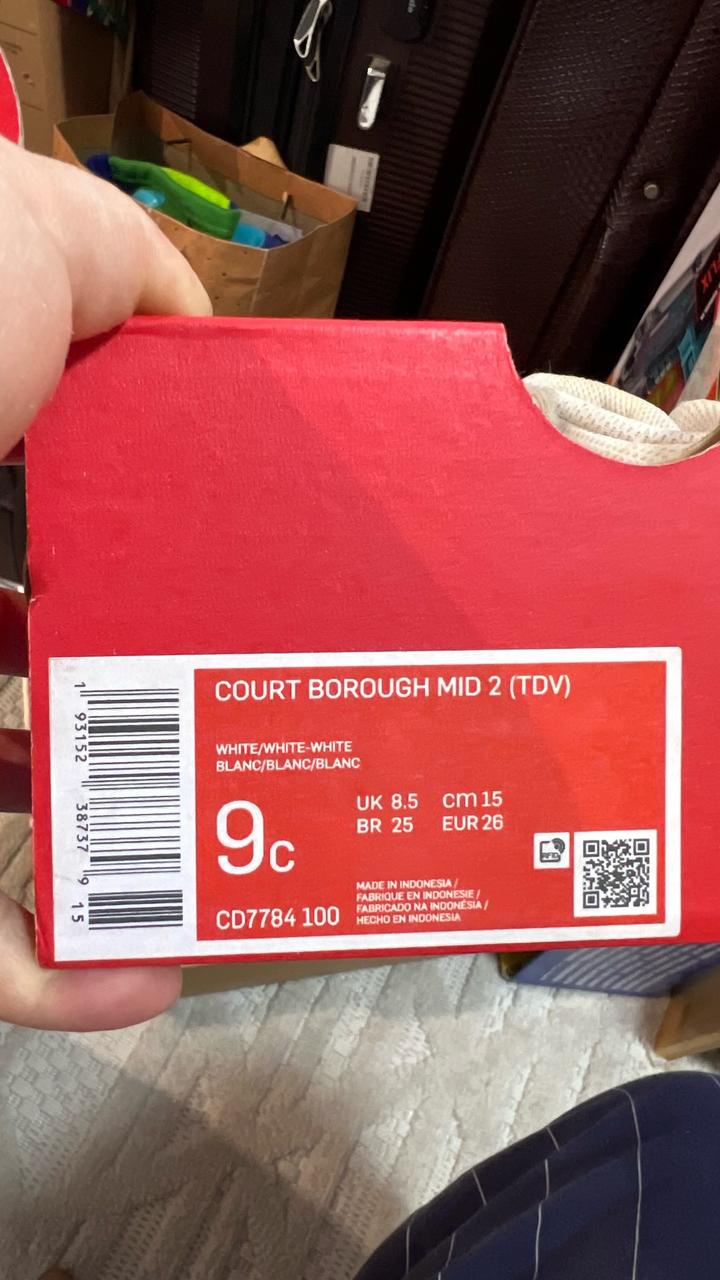 COURT BOROUGH MID 2 (TDV)
WHITE/WHITE-WHITE
BLANC/BLANC/BLANC
9C
UK 8.5 cm 15
BR 25 EUR 26
CD7784 100
MADE IN INDONESIA /
FABRIQUE EN INDONESIE /
FABRICADO NA INDONÉSIA /
HECHO EN INDONESIA
RFID
1 93152 38737 9 15